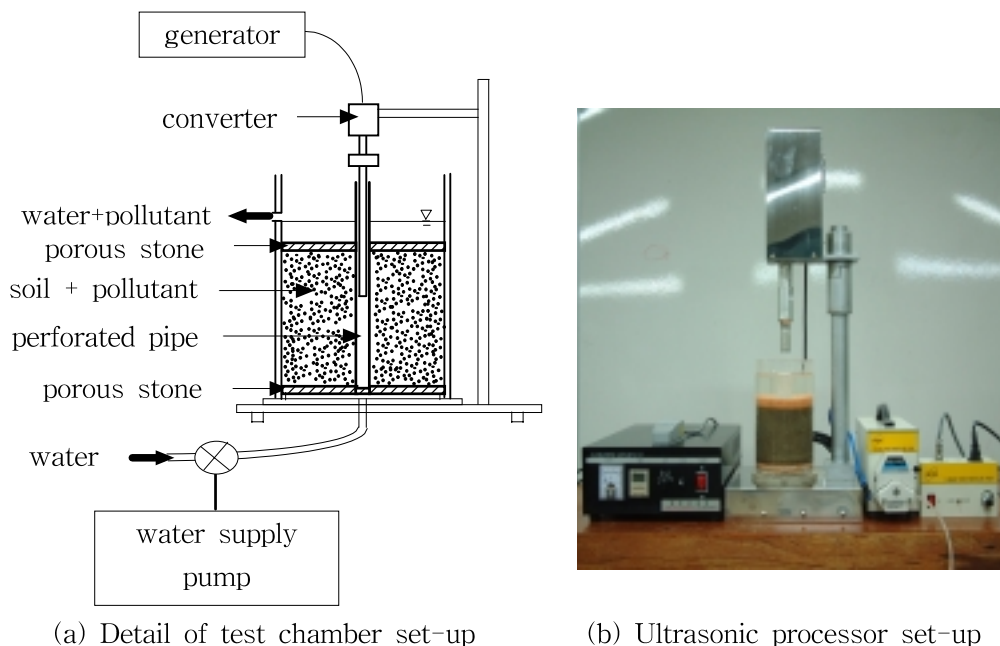 generator
converter
water+pollutant
porous stone
soil + pollutant
perforated pipe
porous stone
water
water supply
pump
(a) Detail of test chamber set-up
(b) Ultrasonic processor set-up